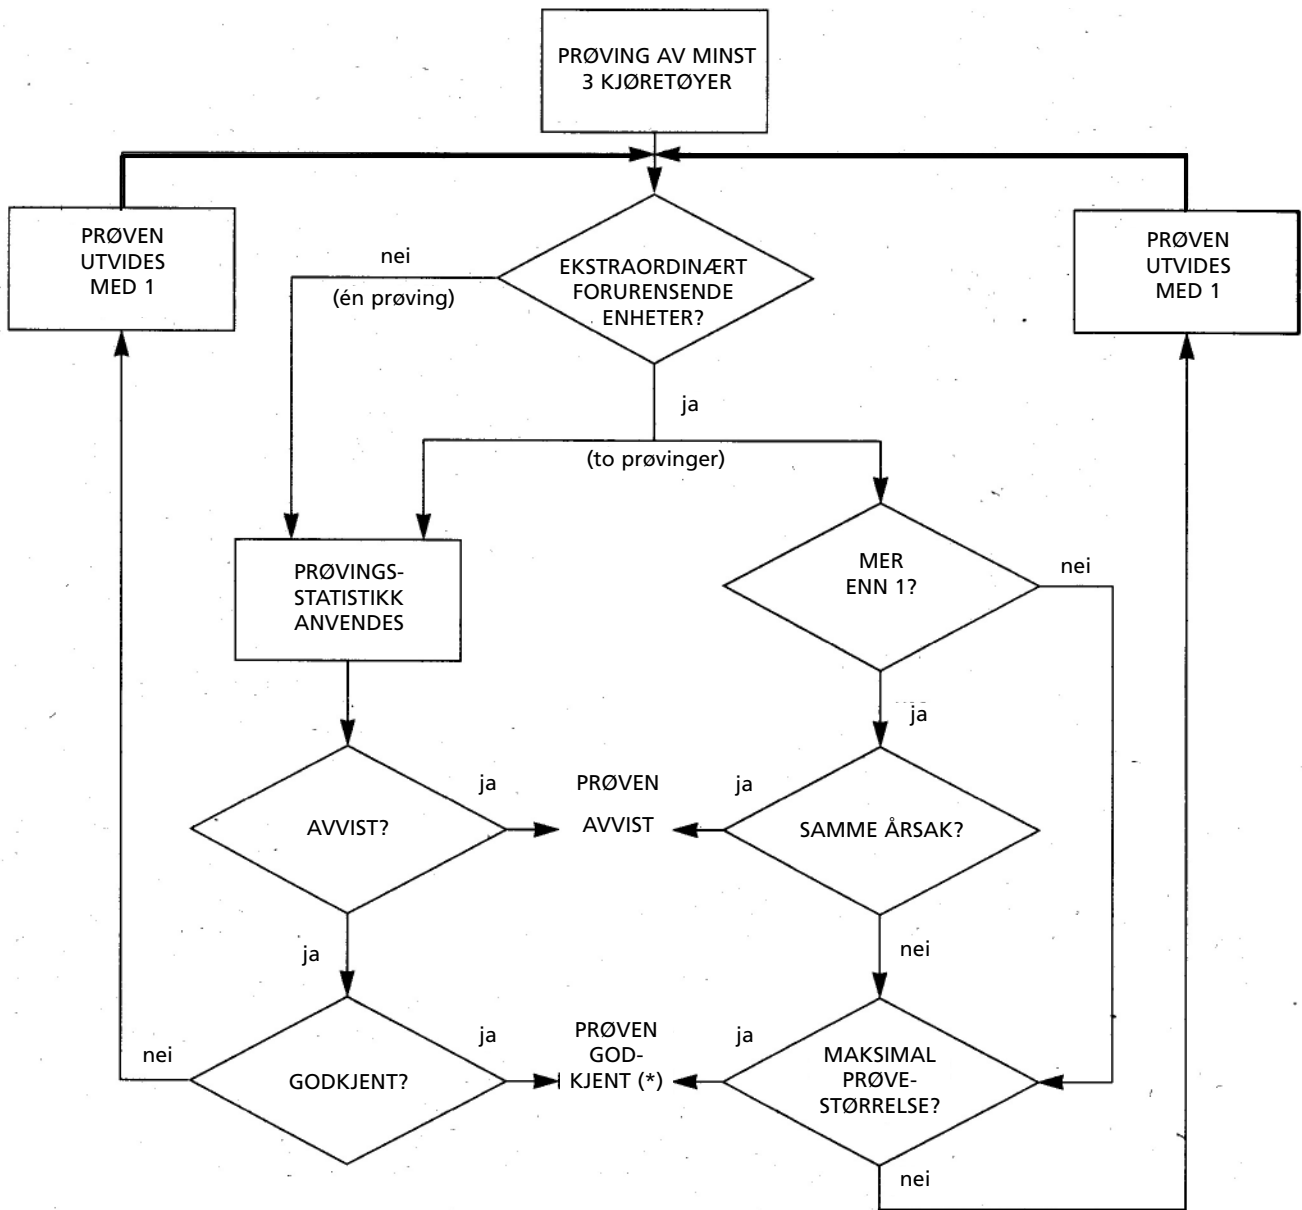 PRØVING AV MINST
3 KJØRETØYER
PRØVEN
UTVIDES
MED 1
nei
(én prøving)
EKSTRAORDINÆRT
FORURENSENDE
ENHETER?
PRØVEN
UTVIDES
MED 1
ja
(to prøvinger)
PRØVINGS-
STATISTIKK
ANVENDES
MER
ENN 1?
nei
ja
AVVIST?
ja
PRØVEN
AVVIST
ja
SAMME ÅRSAK?
ja
nei
nei
GODKJENT?
ja
PRØVEN
GOD-
KJENT (*)
ja
MAKSIMAL
PRØVE-
STØRRELSE?
nei